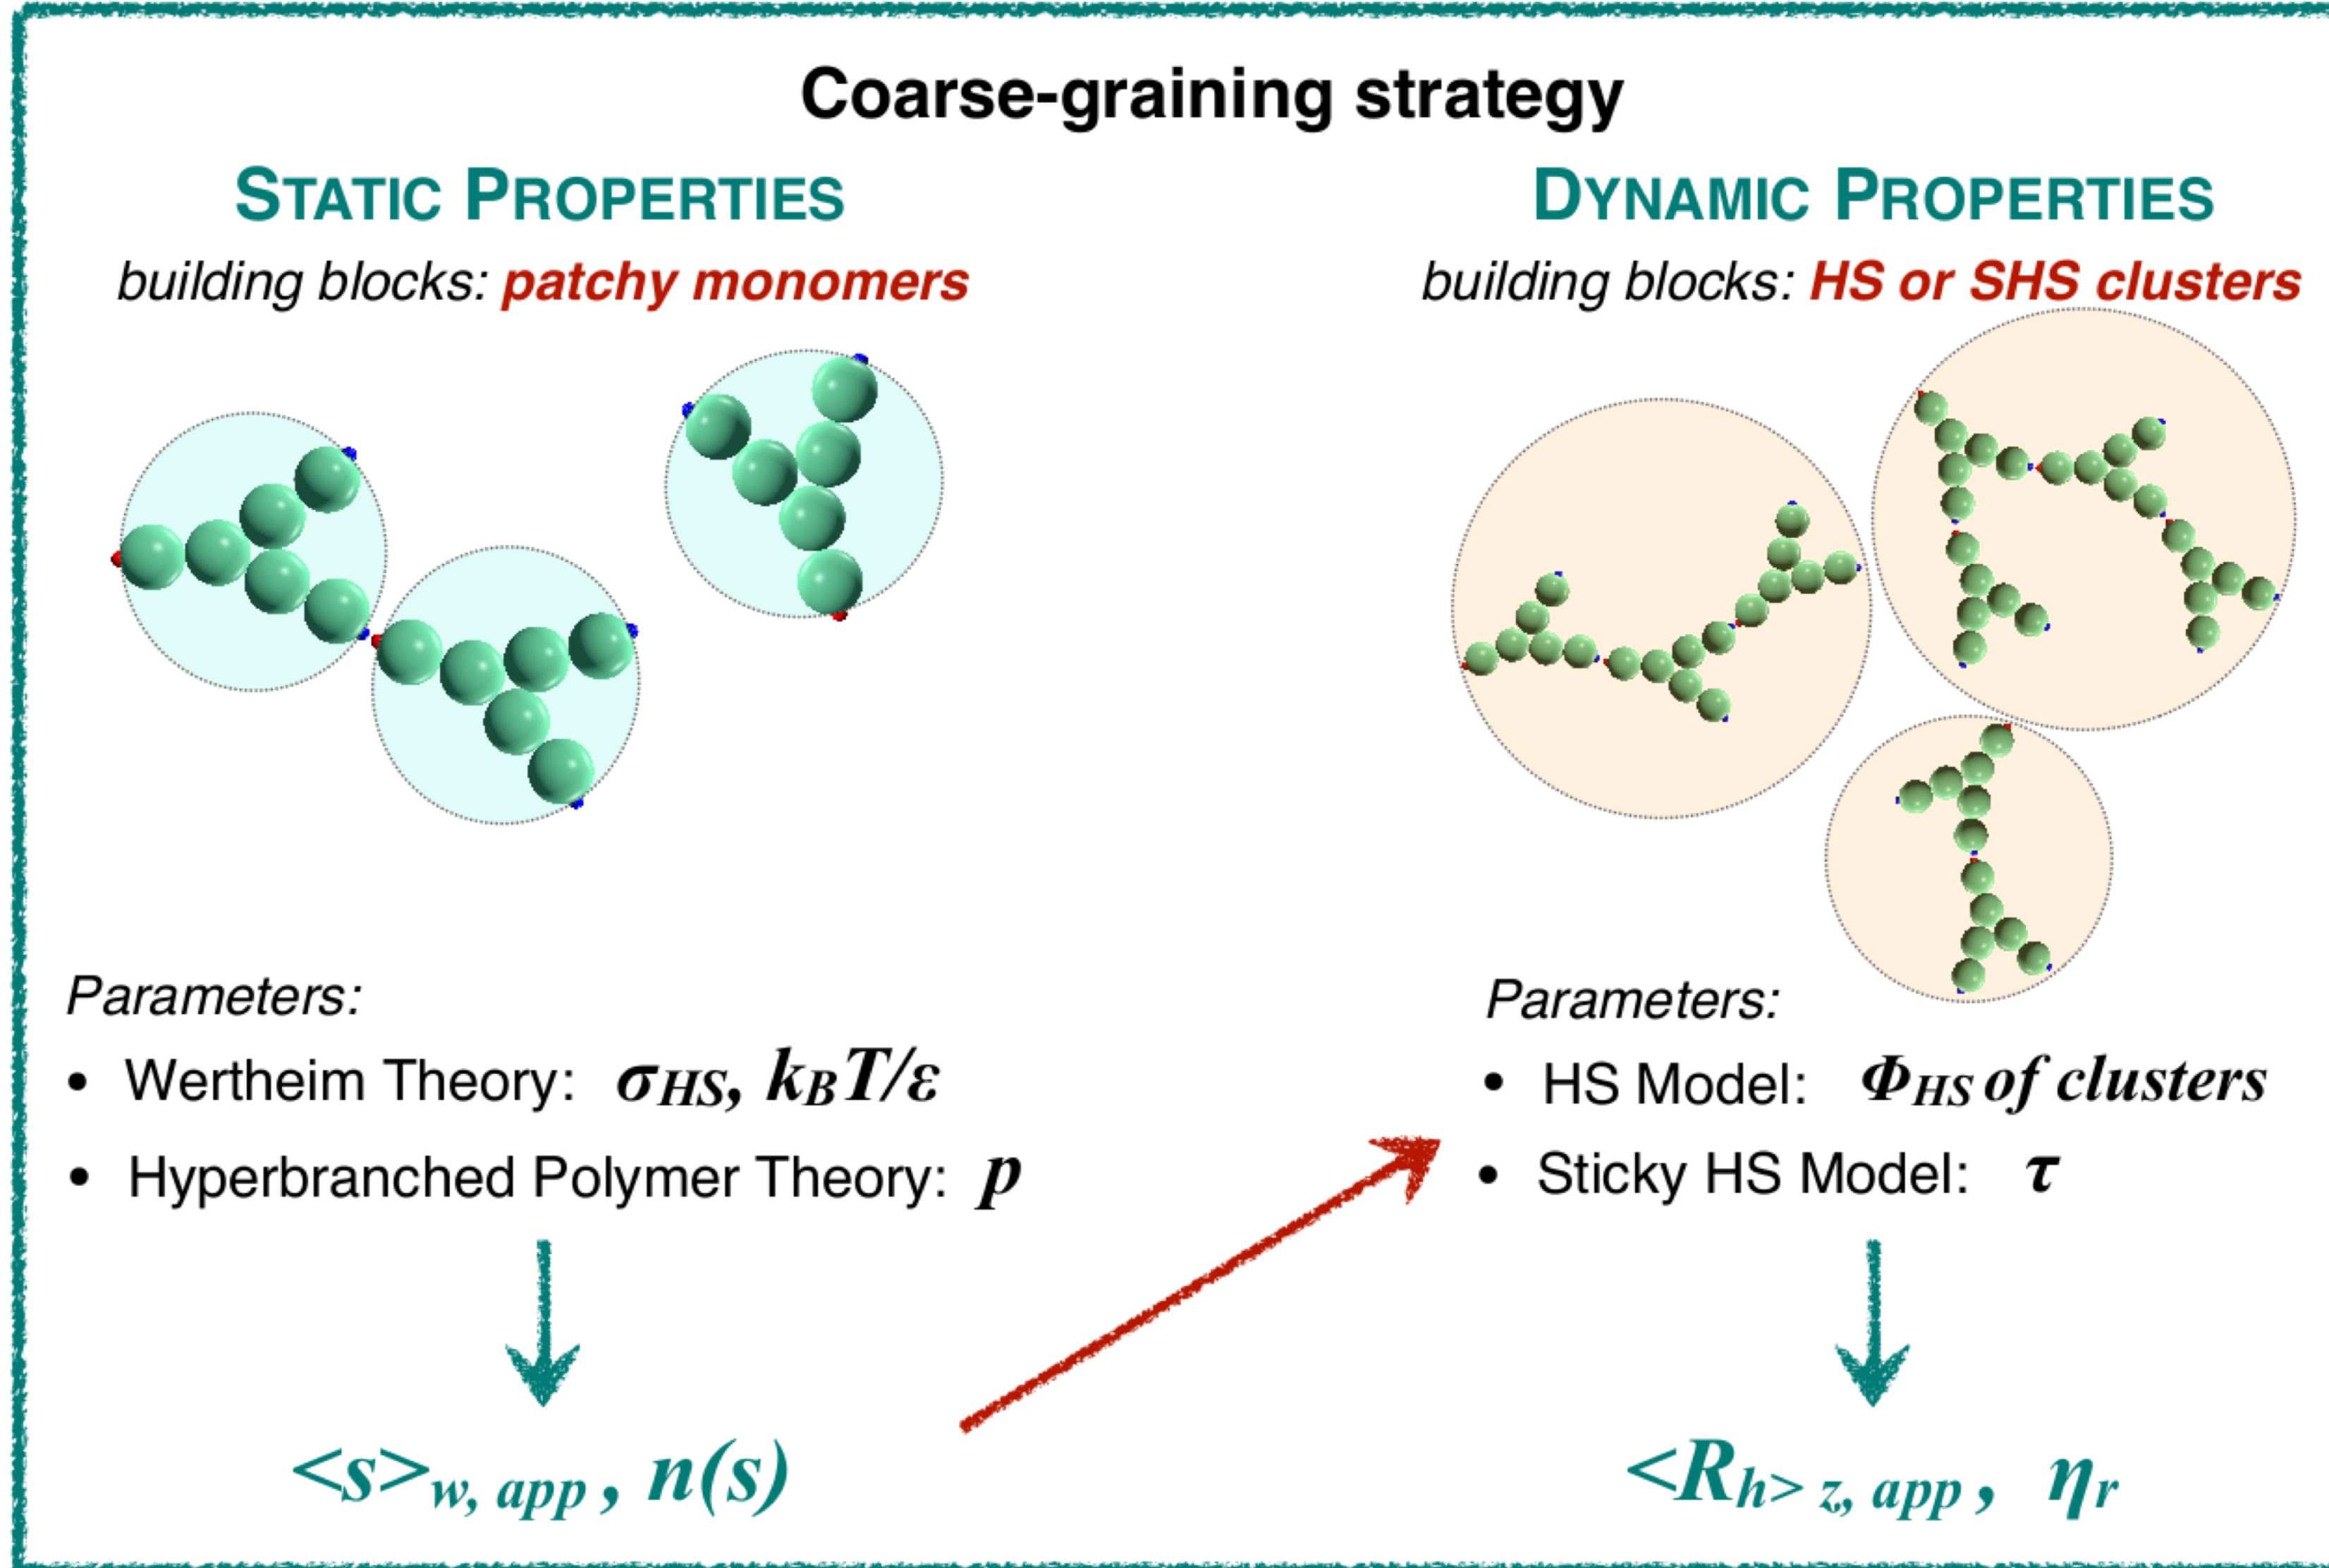 Coarse-graining strategy
STATIC PROPERTIES
building blocks: patchy monomers
Parameters:
• Wertheim Theory: σHS, kBT/ε
• Hyperbranched Polymer Theory: p
<s>w, app , n(s)
DYNAMIC PROPERTIES
building blocks: HS or SHS clusters
Parameters:
• HS Model: ΦHS of clusters
• Sticky HS Model: τ
<Rh> z, app , ηr